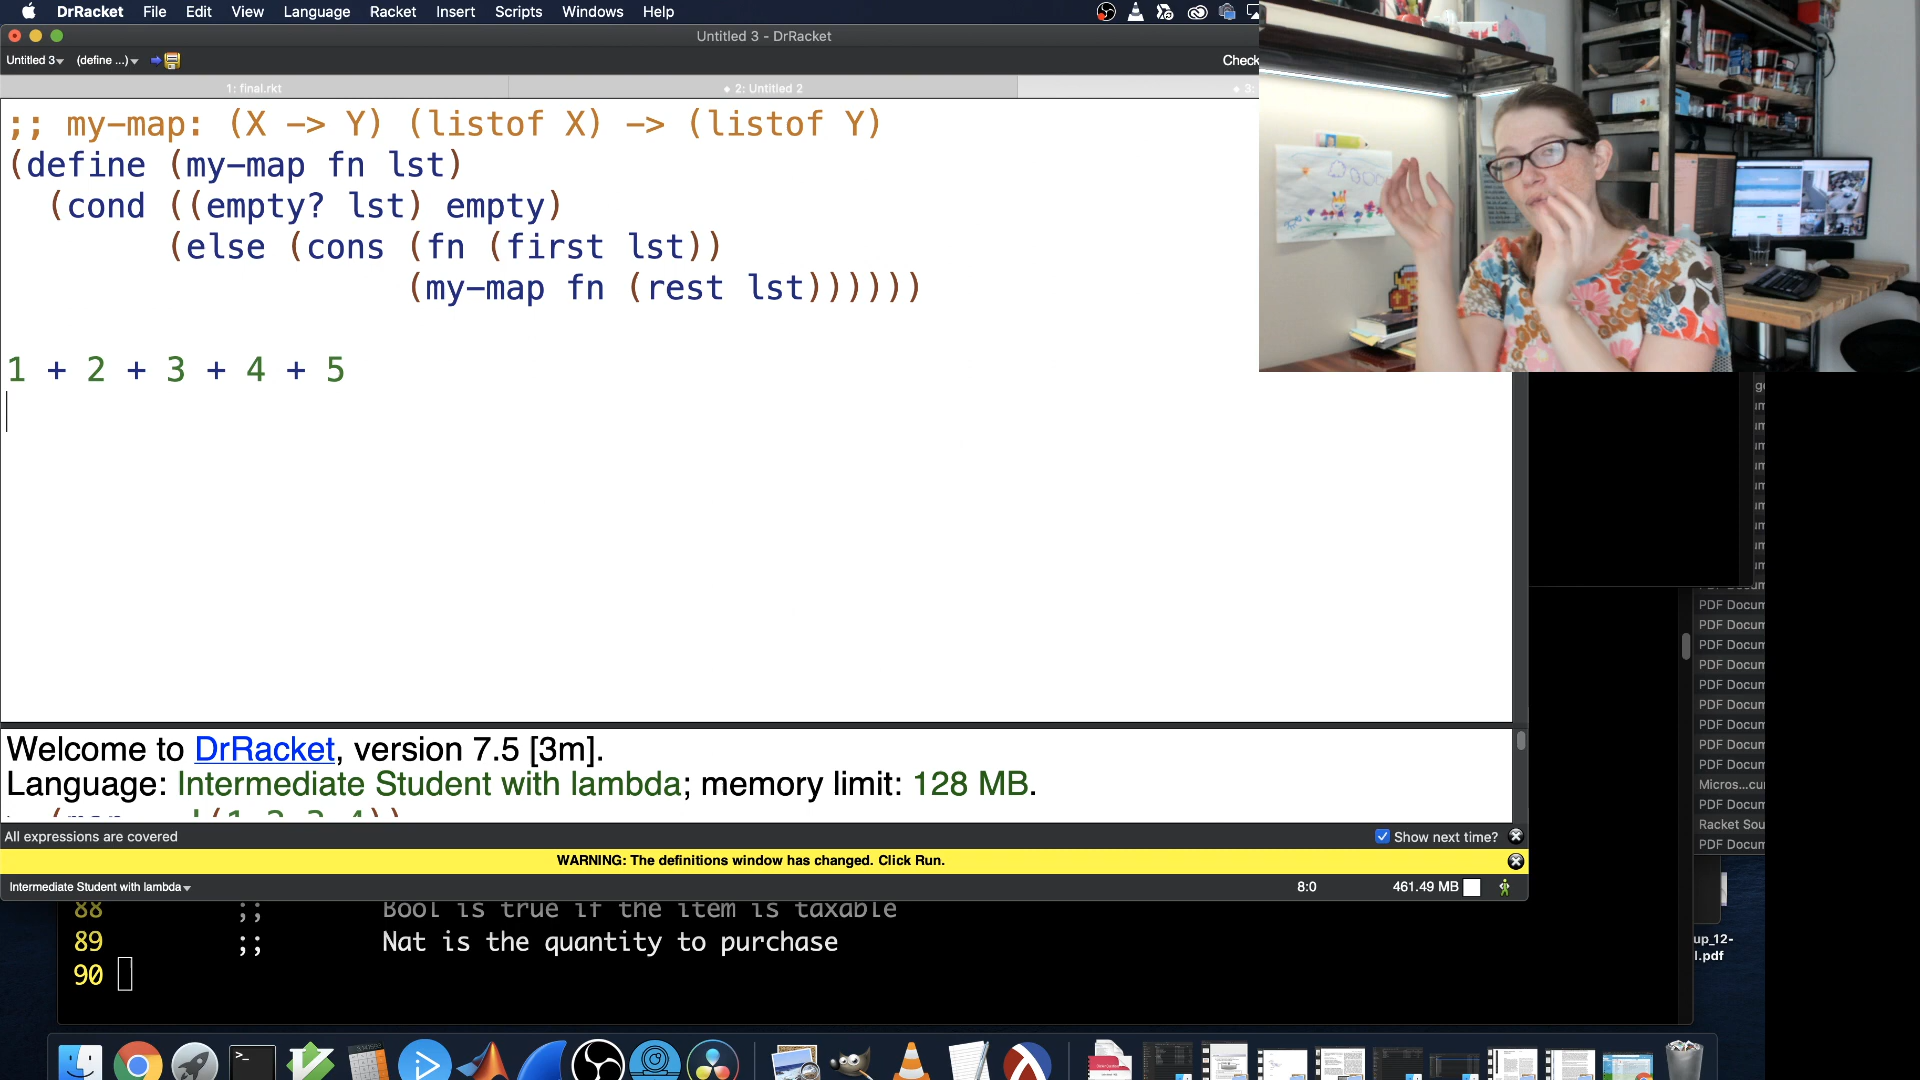 DrRacket File Edit View Language Racket Insert Scripts Windows Help
Untitled 3 - DrRacket
Untitled 3 (define ...) Check
1: final.rkt 2: Untitled 2 3:
;; my-map: (X -> Y) (listof X) -> (listof Y)
(define (my-map fn lst)
(cond ((empty? lst) empty)
(else (cons (fn (first lst))
(my-map fn (rest lst))))))
1 + 2 + 3 + 4 + 5
Welcome to DrRacket, version 7.5 [3m].
Language: Intermediate Student with lambda; memory limit: 128 MB.
All expressions are covered
Show next time?
WARNING: The definitions window has changed. Click Run.
Intermediate Student with lambda
8:0 461.49 MB
88 ;; Bool is true if the item is taxable
89 ;; Nat is the quantity to purchase
90
PDF Docum
PDF Docum
PDF Docum
PDF Docum
PDF Docum
PDF Docum
PDF Docum
PDF Docum
PDF Docum
Micros...cu
PDF Docum
Racket Sou
PDF Docum
up_12-
l.pdf